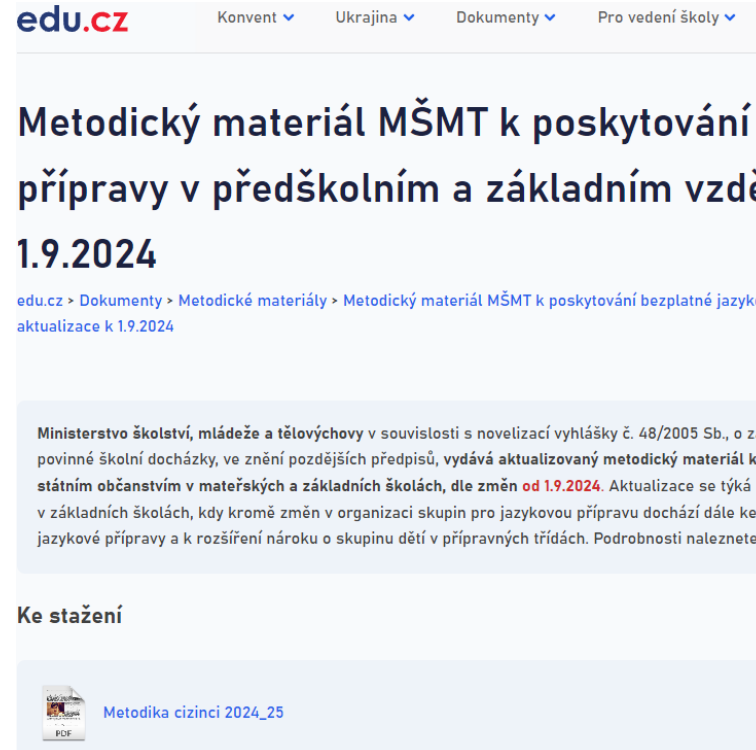 edu.cz
Konvent Ukrajina Dokumenty Pro vedení školy
Metodický materiál MŠMT k poskytování
přípravy v předškolním a základním vzdě
1.9.2024
edu.cz > Dokumenty > Metodické materiály > Metodický materiál MŠMT k poskytování bezplatné jazyk
aktualizace k 1.9.2024
Ministerstvo školství, mládeže a tělovýchovy v souvislosti s novelizací vyhlášky č. 48/2005 Sb., o z
povinné školní docházky, ve znění pozdějších předpisů, vydává aktualizovaný metodický materiál k
státním občanstvím v mateřských a základních školách, dle změn od 1.9.2024. Aktualizace se týká
v základních školách, kdy kromě změn v organizaci skupin pro jazykovou přípravu dochází dále ke
jazykové přípravy a k rozšíření nároku o skupinu dětí v přípravných třídách. Podrobnosti naleznete
Ke stažení
PDF
Metodika cizinci 2024_25